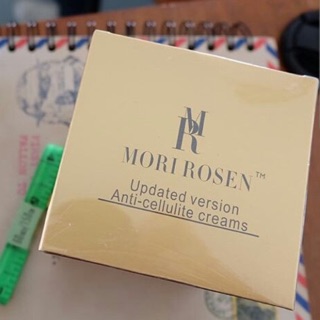 MR
MORI ROSEN™
Updated version
Anti-cellulite creams